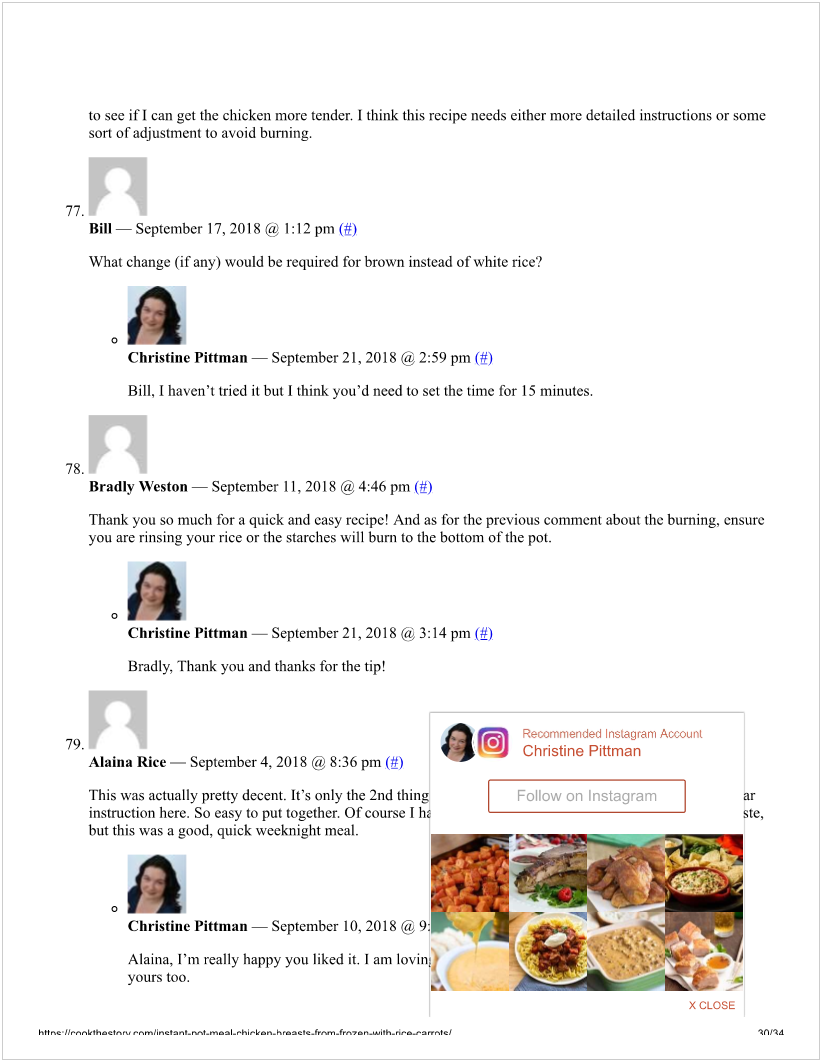 to see if I can get the chicken more tender. I think this recipe needs either more detailed instructions or some
sort of adjustment to avoid burning.
77.
Bill — September 17, 2018 @ 1:12 pm (#)
What change (if any) would be required for brown instead of white rice?
Christine Pittman — September 21, 2018 @ 2:59 pm (#)
Bill, I haven’t tried it but I think you’d need to set the time for 15 minutes.
78.
Bradly Weston — September 11, 2018 @ 4:46 pm (#)
Thank you so much for a quick and easy recipe! And as for the previous comment about the burning, ensure
you are rinsing your rice or the starches will burn to the bottom of the pot.
Christine Pittman — September 21, 2018 @ 3:14 pm (#)
Bradly, Thank you and thanks for the tip!
79.
Alaina Rice — September 4, 2018 @ 8:36 pm (#)
This was actually pretty decent. It’s only the 2nd thing ar
instruction here. So easy to put together. Of course I ha ste,
but this was a good, quick weeknight meal.
Christine Pittman — September 10, 2018 @ 9:
Alaina, I’m really happy you liked it. I am loving
yours too.
Recommended Instagram Account
Christine Pittman
Follow on Instagram
X CLOSE
https://cookthestory.com/instant-pot-meal-chicken-breasts-from-frozen-with-rice-carrots/ 30/34